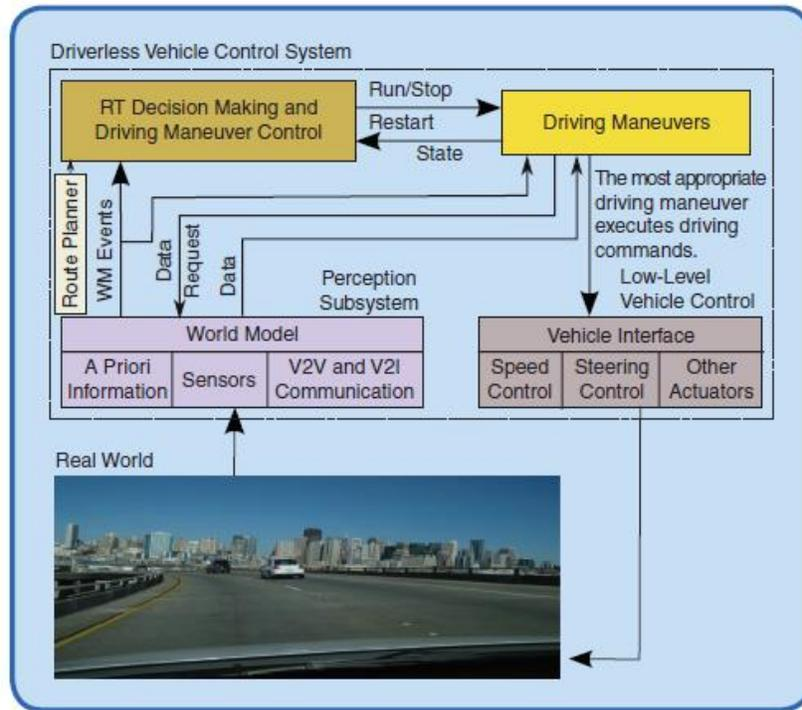 Driverless Vehicle Control System
RT Decision Making and
Driving Maneuver Control
Run/Stop
Restart
State
Driving Maneuvers
Route Planner
WM Events
Data
Request
Data
The most appropriate
driving maneuver
executes driving
commands.
Perception
Subsystem
Low-Level
Vehicle Control
World Model
A Priori
Information
Sensors
V2V and V2I
Communication
Vehicle Interface
Speed
Control
Steering
Control
Other
Actuators
Real World